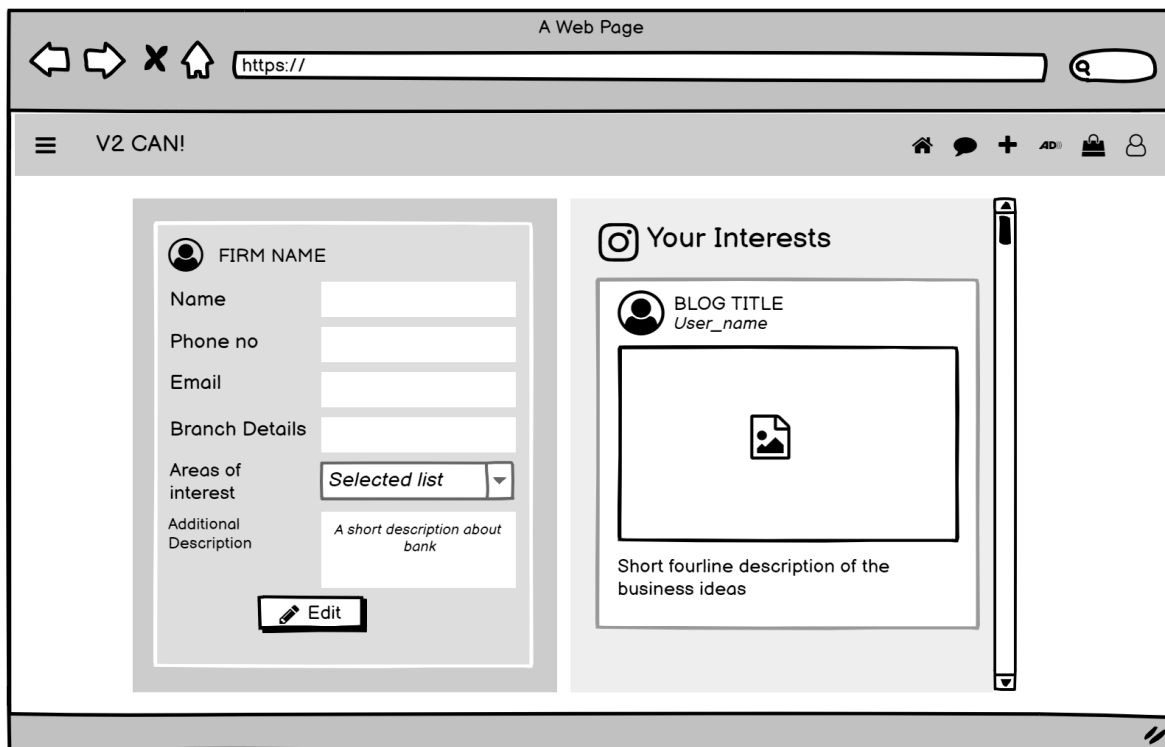 A Web Page
https://
V2 CAN!
AD
FIRM NAME
Name
Phone no
Email
Branch Details
Areas of
interest
Selected list
Additional
Description
A short description about
bank
Edit
Your Interests
BLOG TITLE
User_name
Short fourline description of the
business ideas